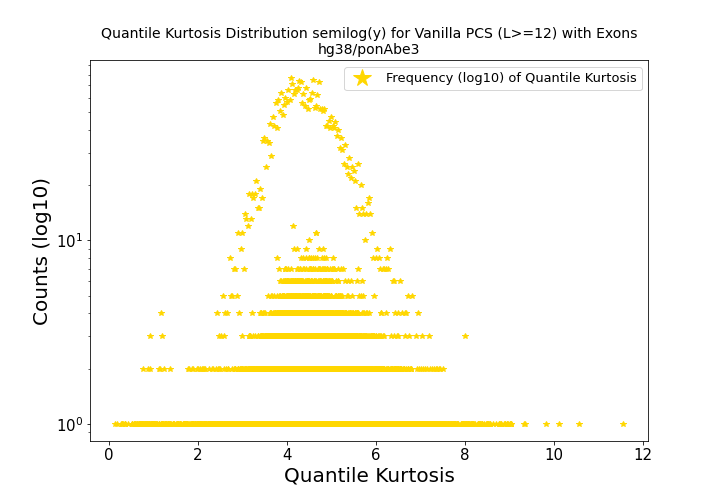 Quantile Kurtosis Distribution semilog(y) for Vanilla PCS (L>=12) with Exons
hg38/ponAbe3
Frequency (log10) of Quantile Kurtosis
Counts (log10)
10¹
10⁰
0 2 4 6 8 10 12
Quantile Kurtosis